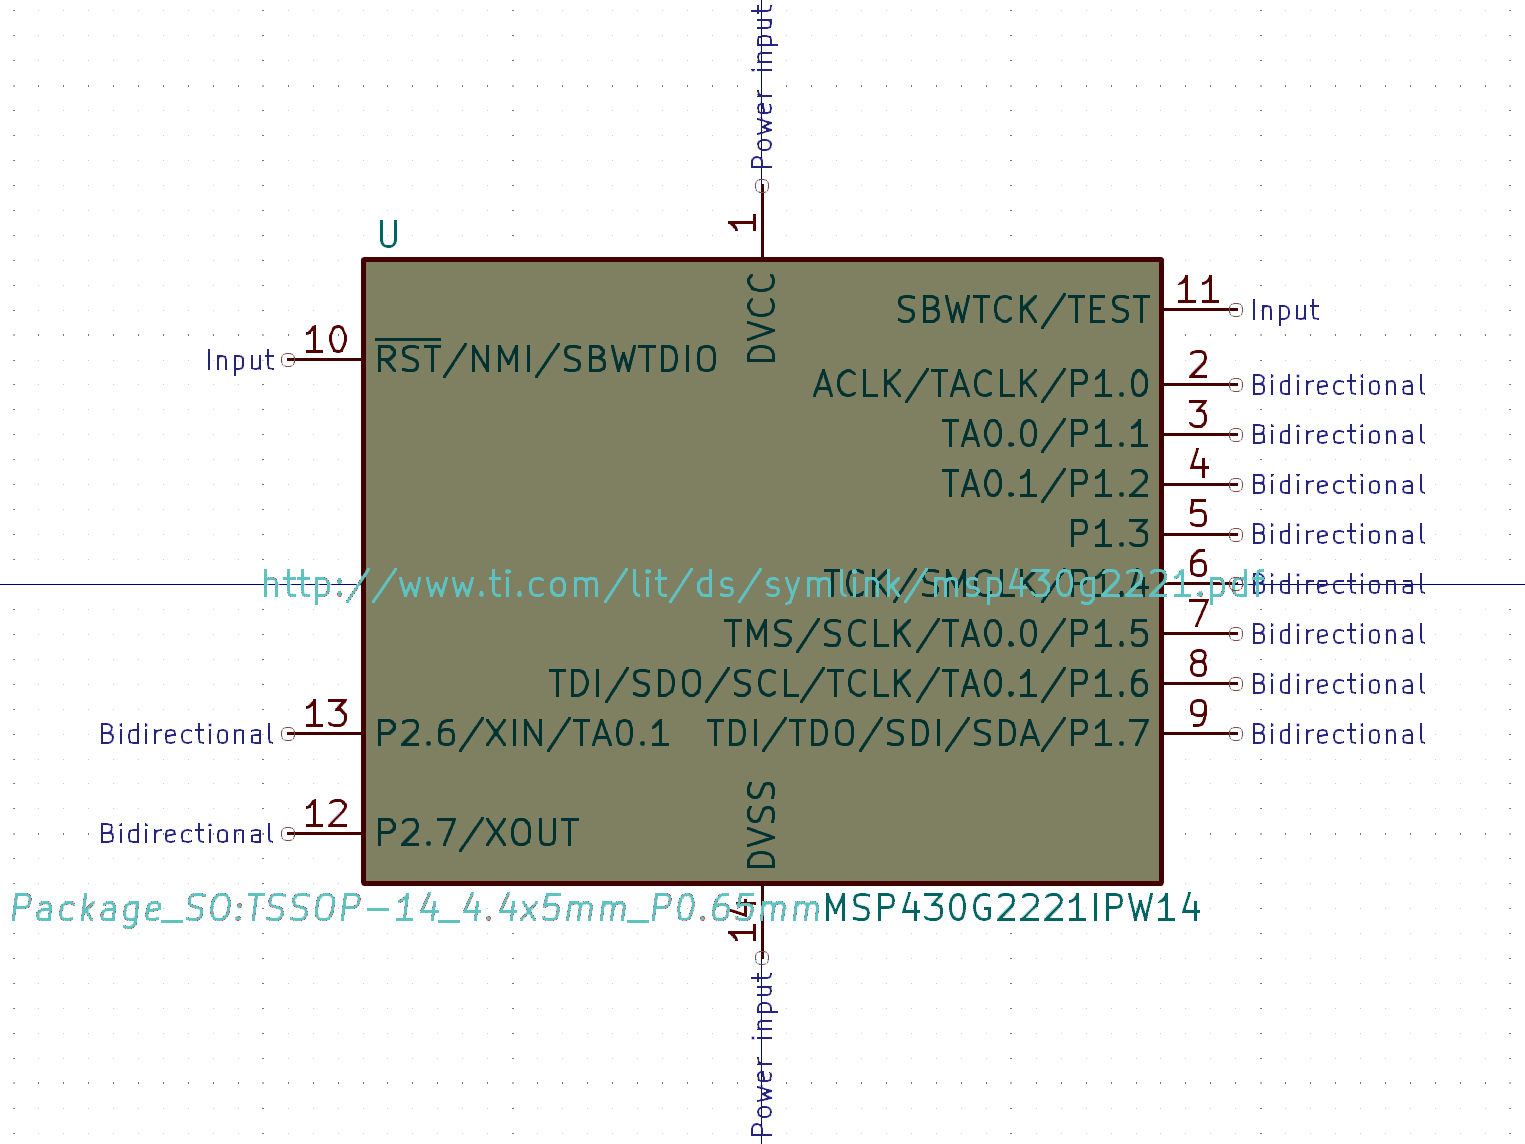 Power input
1
U
DVCC
11
SBWTCK/TEST
Input
10
Input
RST/NMI/SBWTDIO
2
ACLK/TACLK/P1.0
Bidirectional
3
TA0.0/P1.1
Bidirectional
4
TA0.1/P1.2
Bidirectional
5
P1.3
Bidirectional
6
http://www.ti.com/lit/ds/symlink/msp430g2221.pdf
TCK/SMCLK/P1.4
Bidirectional
7
TMS/SCLK/TA0.0/P1.5
Bidirectional
8
TDI/SDO/SCL/TCLK/TA0.1/P1.6
Bidirectional
13
Bidirectional
P2.6/XIN/TA0.1
9
TDI/TDO/SDI/SDA/P1.7
Bidirectional
12
Bidirectional
P2.7/XOUT
DVSS
Package_SO:TSSOP-14_4.4x5mm_P0.65mm
MSP430G2221IPW14
14
Power input